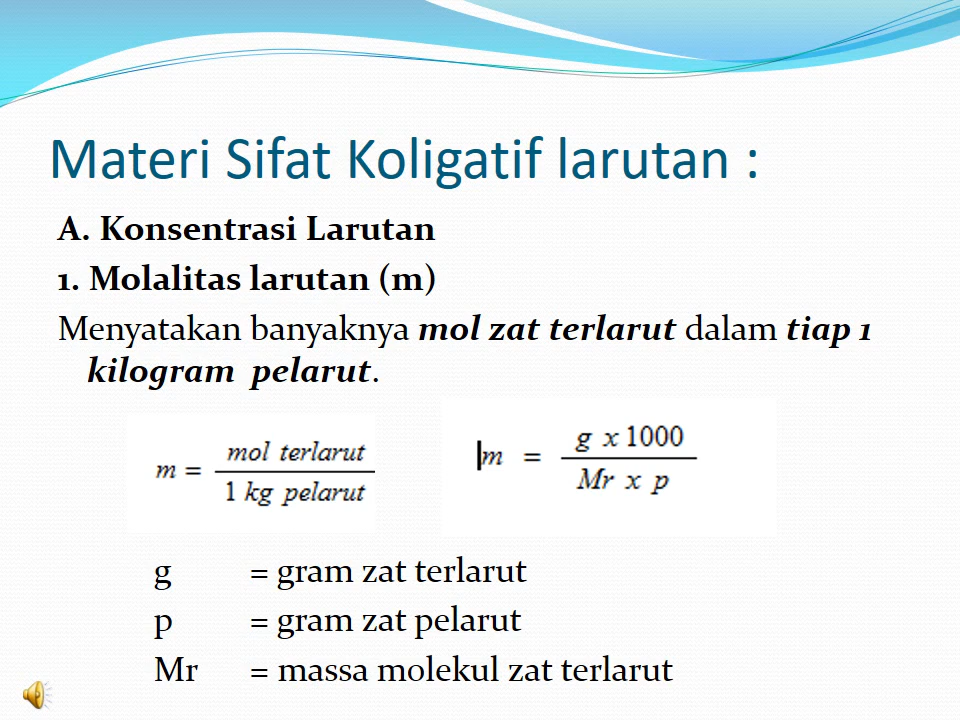 Materi Sifat Koligatif larutan :
A. Konsentrasi Larutan
1. Molalitas larutan (m)
Menyatakan banyaknya mol zat terlarut dalam tiap 1
kilogram pelarut.
m = mol terlarut / 1 kg pelarut
m = g x 1000 / Mr x p
g = gram zat terlarut
p = gram zat pelarut
Mr = massa molekul zat terlarut